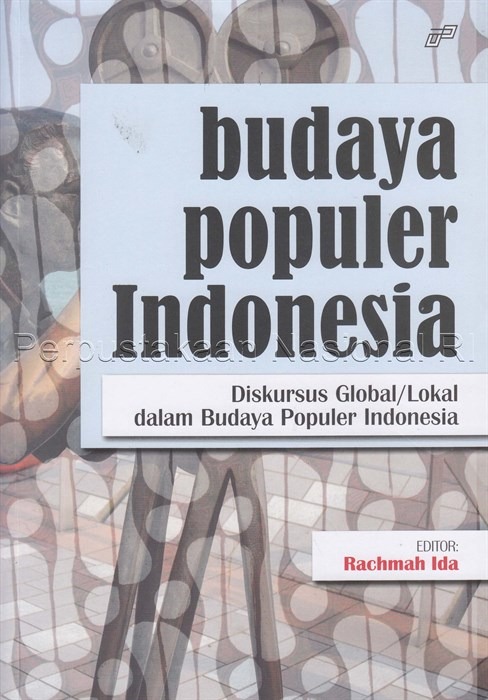 budaya
populer
Indonesia
Perpustakaan Nasional RI
Diskursus Global/Lokal
dalam Budaya Populer Indonesia
EDITOR:
Rachmah Ida